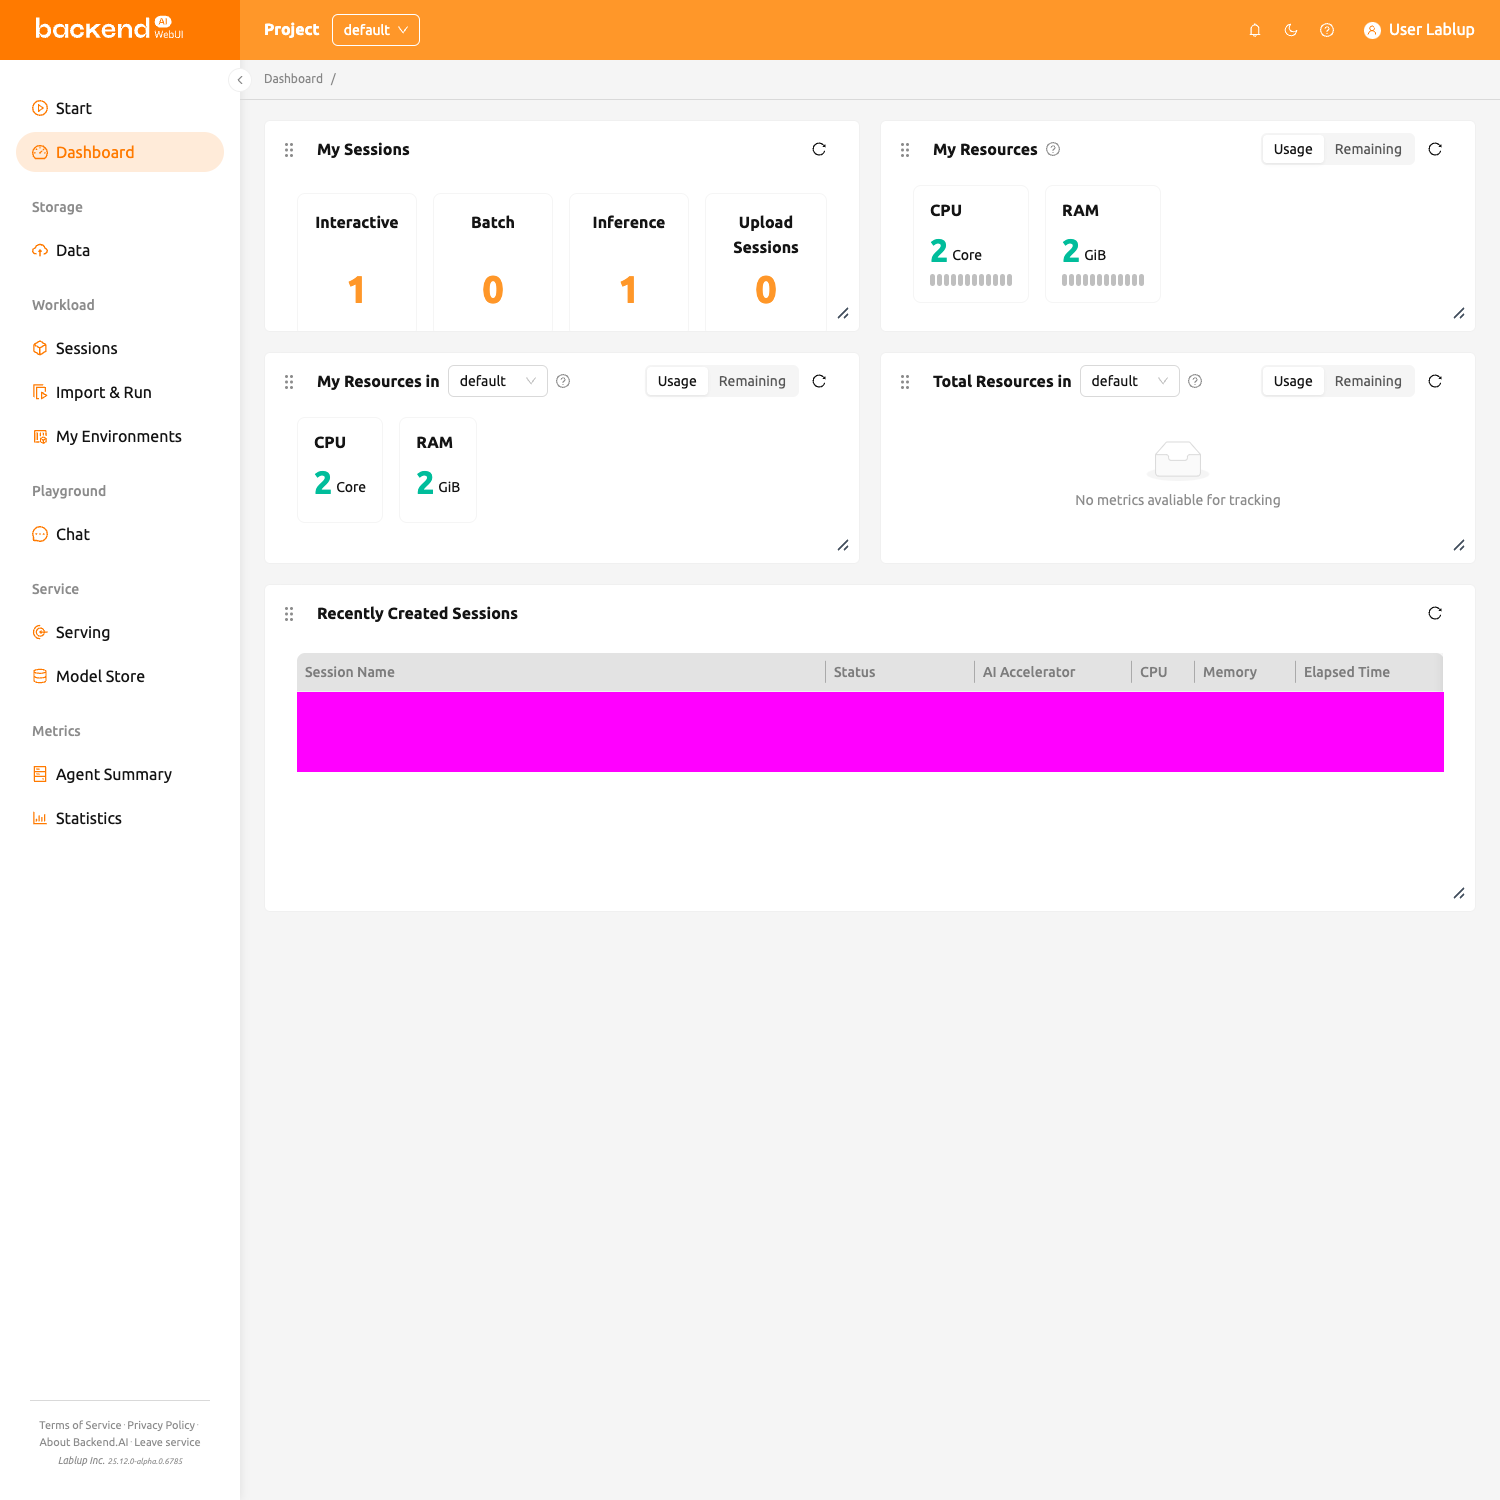 backend AI WebUI
Project default
User Lablup
Dashboard /
Start
Dashboard
Storage
Data
Workload
Sessions
Import & Run
My Environments
Playground
Chat
Service
Serving
Model Store
Metrics
Agent Summary
Statistics
Terms of Service · Privacy Policy ·
About Backend.AI · Leave service
Lablup Inc. 25.12.0-alpha.0.6785
My Sessions
Interactive
1
Batch
0
Inference
1
Upload
Sessions
0
My Resources
Usage Remaining
CPU
2 Core
RAM
2 GiB
My Resources in default
Usage Remaining
CPU
2 Core
RAM
2 GiB
Total Resources in default
Usage Remaining
No metrics avaliable for tracking
Recently Created Sessions
Session Name Status AI Accelerator CPU Memory Elapsed Time